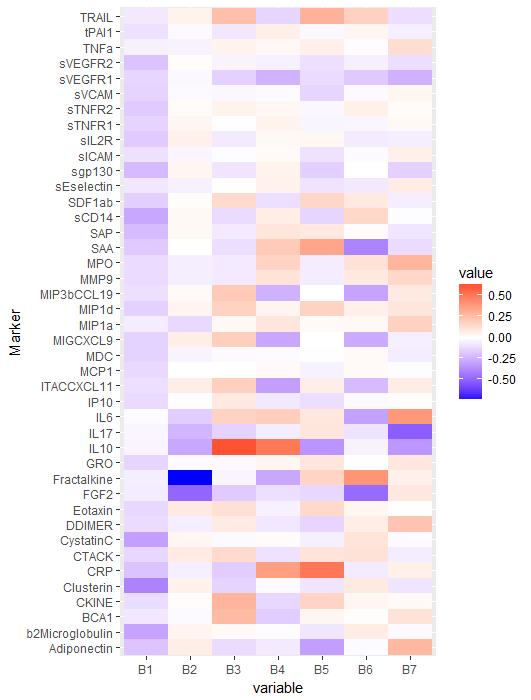 Marker
TRAIL
tPAI1
TNFa
sVEGFR2
sVEGFR1
sVCAM
sTNFR2
sTNFR1
sIL2R
sICAM
sgp130
sEselectin
SDF1ab
sCD14
SAP
SAA
MPO
MMP9
MIP3bCCL19
MIP1d
MIP1a
MIGCXCL9
MDC
MCP1
ITACCXCL11
IP10
IL6
IL17
IL10
GRO
Fractalkine
FGF2
Eotaxin
DDIMER
CystatinC
CTACK
CRP
Clusterin
CKINE
BCA1
b2Microglobulin
Adiponectin
B1 B2 B3 B4 B5 B6 B7
variable
value
0.50
0.25
0.00
-0.25
-0.50